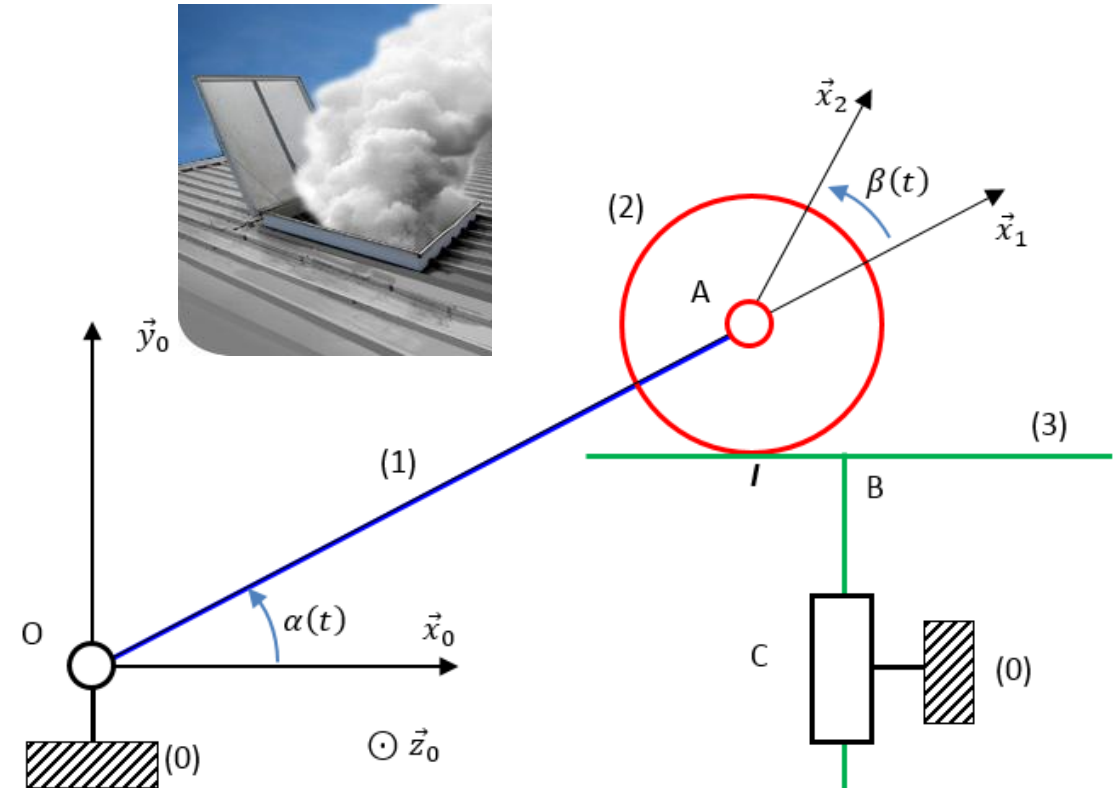 x⃗₂
β(t)
(2)
x⃗₁
A
y⃗₀
(3)
(1)
I
B
α(t)
x⃗₀
O
C
(0)
z⃗₀
(0)